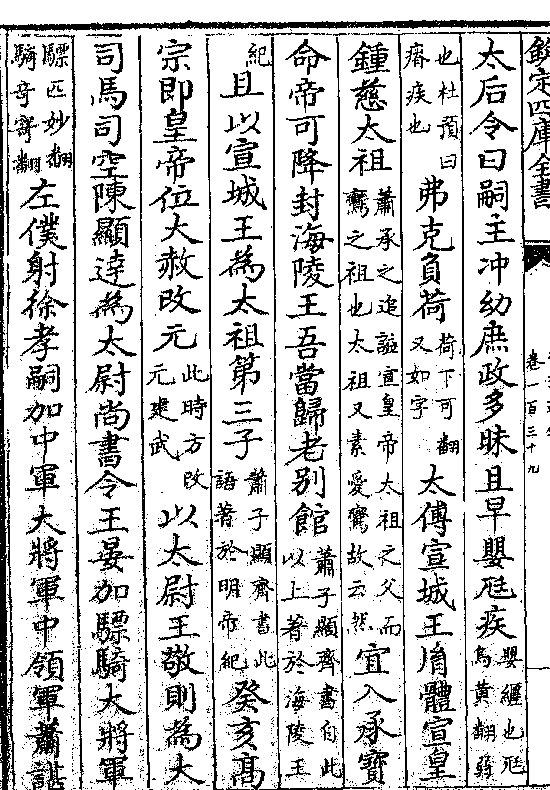 欽定四庫全書
卷一百三十九
太后令曰嗣主冲幼庶政多昧且早嬰尫疾嬰纒也尫烏黄翻弱
也杜預曰瘠疾也弗克負荷荷下可翻又如字太傅宣城王胤體宣皇
鍾慈太祖蕭承之追謚宣皇帝太祖之父而鸞之祖也太祖又素愛鸞故云然宜入承寶
命帝可降封海陵王吾當歸老别館蕭子顯齊書自此以上著於海陵王
紀且以宣城王為太祖第三子蕭子顯齊書此語著於明帝紀癸亥髙
宗即皇帝位大赦改元此時方改元建武以太尉王敬則為大
司馬司空陳顯達為太尉尚書令王晏加驃騎大將軍
驃匹妙翻騎奇寄翻左僕射徐孝嗣加中軍大將軍中領軍蕭諶